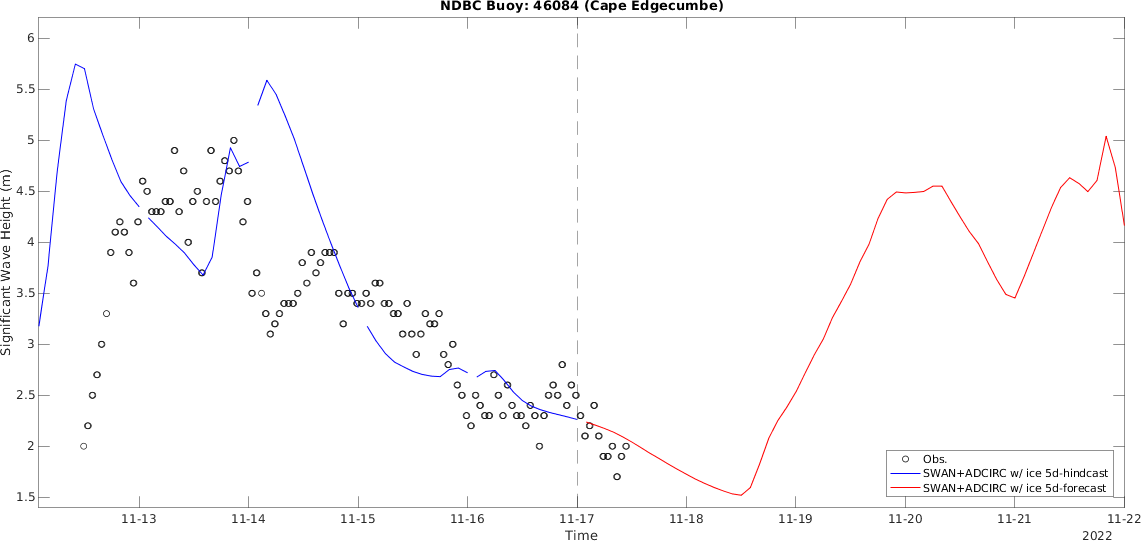 NDBC Buoy: 46084 (Cape Edgecumbe)
6
5.5
5
4.5
4
3.5
3
2.5
2
1.5
Significant Wave Height (m)
Obs.
SWAN+ADCIRC w/ ice 5d-hindcast
SWAN+ADCIRC w/ ice 5d-forecast
11-13 11-14 11-15 11-16 11-17 11-18 11-19 11-20 11-21 11-22
Time
2022